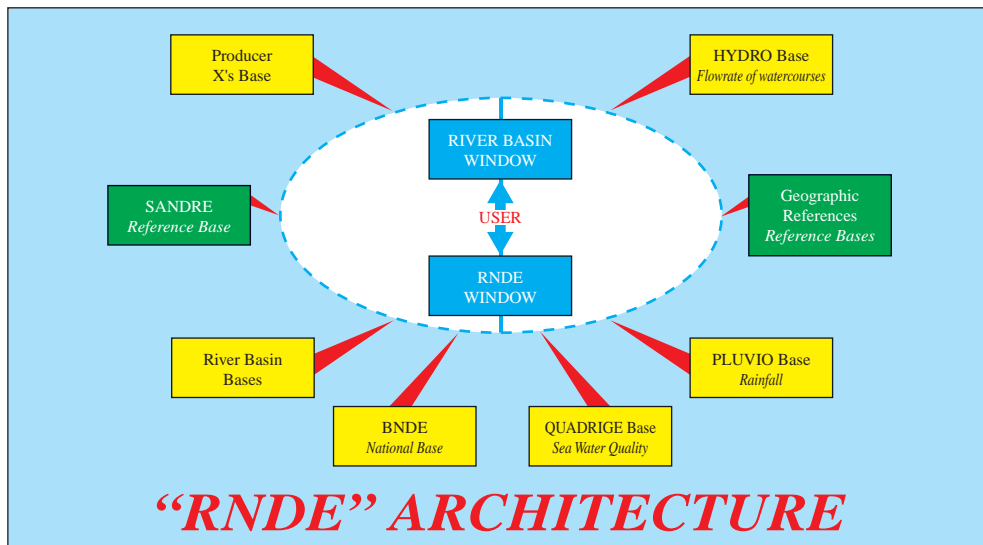 Producer
X's Base
HYDRO Base
Flowrate of watercourses
RIVER BASIN
WINDOW
SANDRE
Reference Base
USER
Geographic
References
Reference Bases
RNDE
WINDOW
River Basin
Bases
PLUVIO Base
Rainfall
BNDE
National Base
QUADRIGE Base
Sea Water Quality
“RNDE” ARCHITECTURE